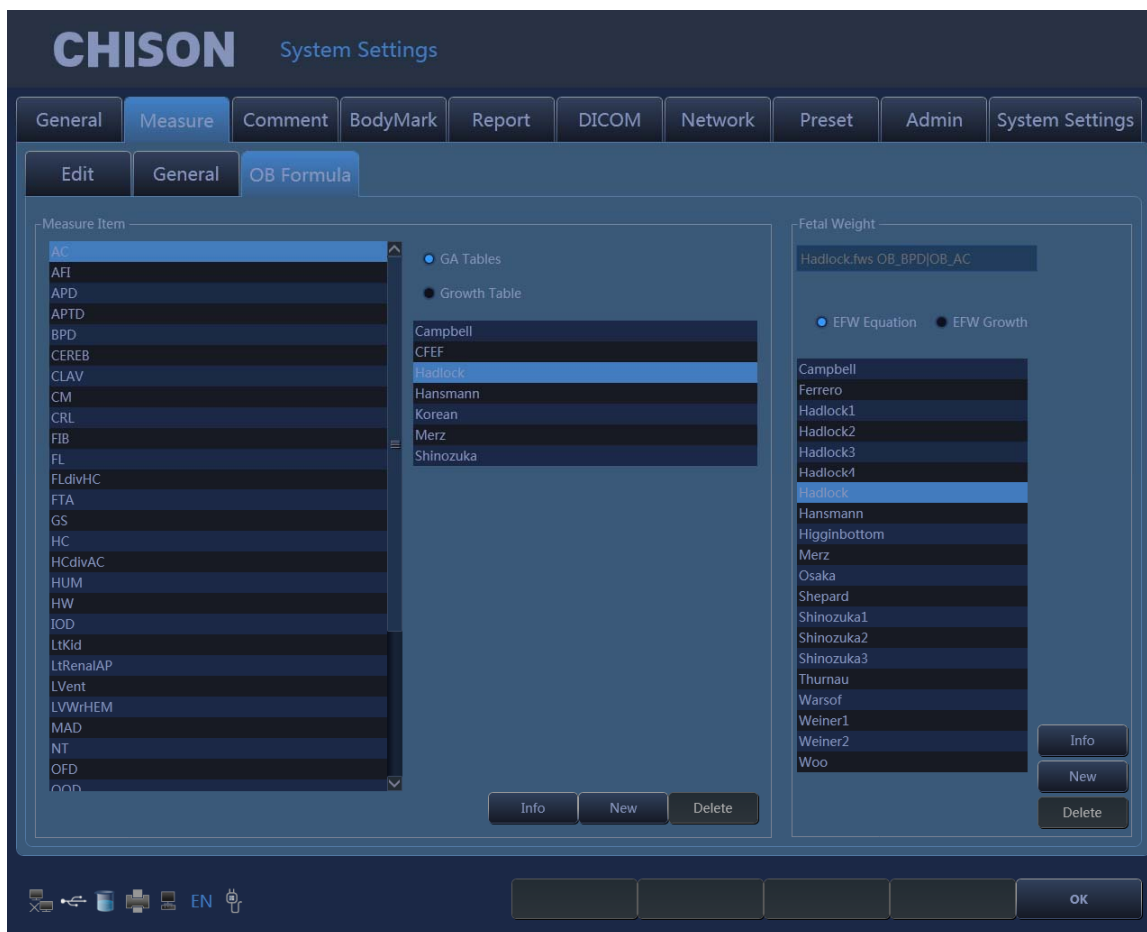 CHISON System Settings
General Measure Comment BodyMark Report DICOM Network Preset Admin System Settings
Edit General OB Formula
Measure Item
AC
AFI
APD
APTD
BPD
CEREB
CLAV
CM
CRL
FIB
FL
FLdivHC
FTA
GS
HC
HCdivAC
HUM
HW
IOD
LtKid
LtRenalAP
LVent
LVWrHEM
MAD
NT
OFD
OOD
GA Tables
Growth Table
Campbell
CFEF
Hadlock
Hansmann
Korean
Merz
Shinozuka
Info New Delete
Fetal Weight
Hadlock.fws OB_BPD|OB_AC
EFW Equation EFW Growth
Campbell
Ferrero
Hadlock1
Hadlock2
Hadlock3
Hadlock4
Hadlock
Hansmann
Higginbottom
Merz
Osaka
Shepard
Shinozuka1
Shinozuka2
Shinozuka3
Thurnau
Warsof
Weiner1
Weiner2
Woo
Info
New
Delete
EN
OK